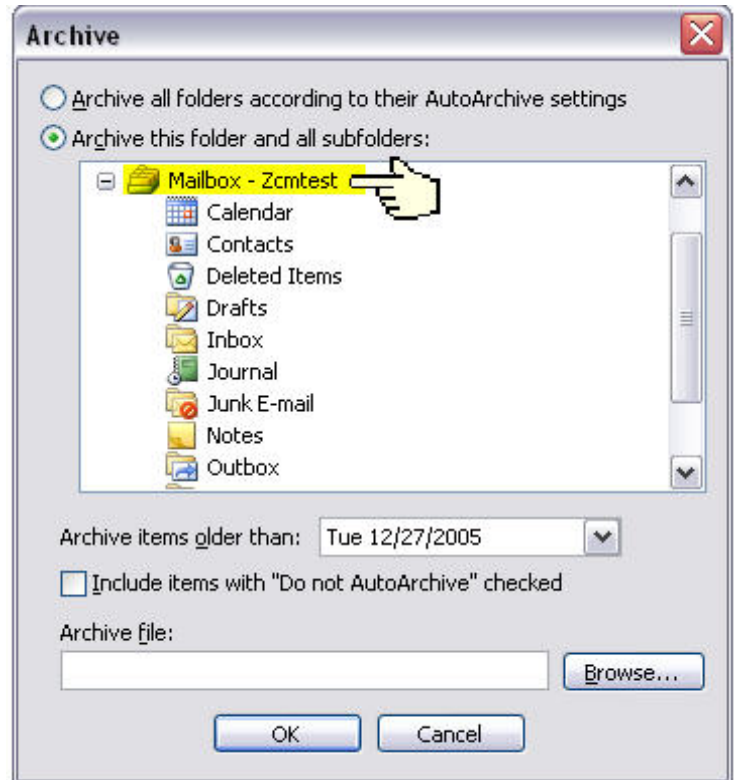 Archive
Archive all folders according to their AutoArchive settings
Archive this folder and all subfolders:
Mailbox - Zcmtest
Calendar
Contacts
Deleted Items
Drafts
Inbox
Journal
Junk E-mail
Notes
Outbox
Archive items older than: Tue 12/27/2005
Include items with "Do not AutoArchive" checked
Archive file:
Browse...
OK Cancel